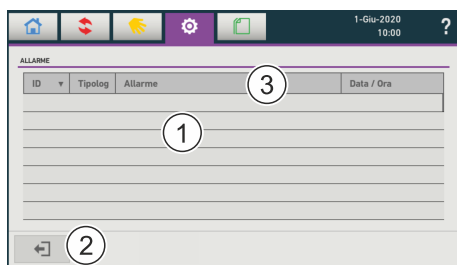 1-Giu-2020
10:00
?
ALLARME
ID ▼ Tipolog Allarme Data / Ora
3
1
2